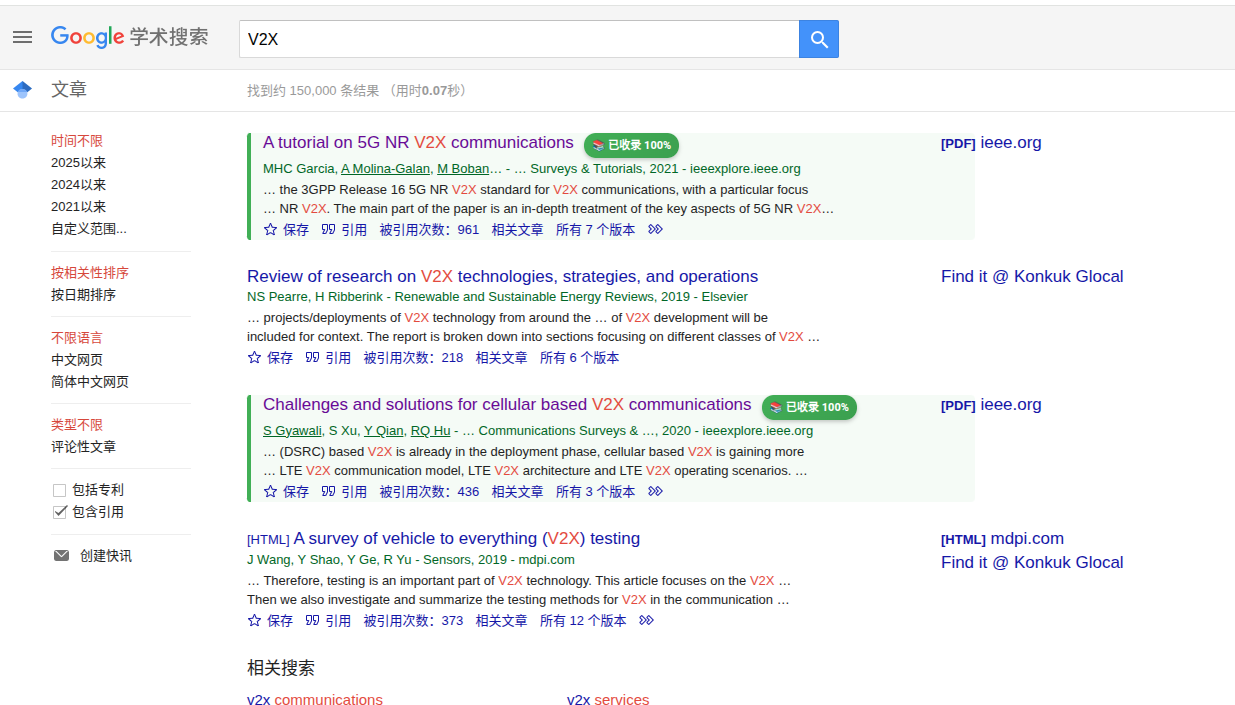 Google 学术搜索
V2X
文章
找到约 150,000 条结果 （用时0.07秒）
时间不限
2025以来
2024以来
2021以来
自定义范围...
按相关性排序
按日期排序
不限语言
中文网页
简体中文网页
类型不限
评论性文章
包括专利
包含引用
创建快讯
A tutorial on 5G NR V2X communications 📚 已收录 100%
[PDF] ieee.org
MHC Garcia, A Molina-Galan, M Boban… - … Surveys & Tutorials, 2021 - ieeexplore.ieee.org
… the 3GPP Release 16 5G NR V2X standard for V2X communications, with a particular focus
… NR V2X. The main part of the paper is an in-depth treatment of the key aspects of 5G NR V2X…
保存 引用 被引用次数：961 相关文章 所有 7 个版本
Review of research on V2X technologies, strategies, and operations
Find it @ Konkuk Glocal
NS Pearre, H Ribberink - Renewable and Sustainable Energy Reviews, 2019 - Elsevier
… projects/deployments of V2X technology from around the … of V2X development will be
included for context. The report is broken down into sections focusing on different classes of V2X …
保存 引用 被引用次数：218 相关文章 所有 6 个版本
Challenges and solutions for cellular based V2X communications 📚 已收录 100%
[PDF] ieee.org
S Gyawali, S Xu, Y Qian, RQ Hu - … Communications Surveys & …, 2020 - ieeexplore.ieee.org
… (DSRC) based V2X is already in the deployment phase, cellular based V2X is gaining more
… LTE V2X communication model, LTE V2X architecture and LTE V2X operating scenarios. …
保存 引用 被引用次数：436 相关文章 所有 3 个版本
[HTML] A survey of vehicle to everything (V2X) testing
[HTML] mdpi.com
Find it @ Konkuk Glocal
J Wang, Y Shao, Y Ge, R Yu - Sensors, 2019 - mdpi.com
… Therefore, testing is an important part of V2X technology. This article focuses on the V2X …
Then we also investigate and summarize the testing methods for V2X in the communication …
保存 引用 被引用次数：373 相关文章 所有 12 个版本
相关搜索
v2x communications
v2x services